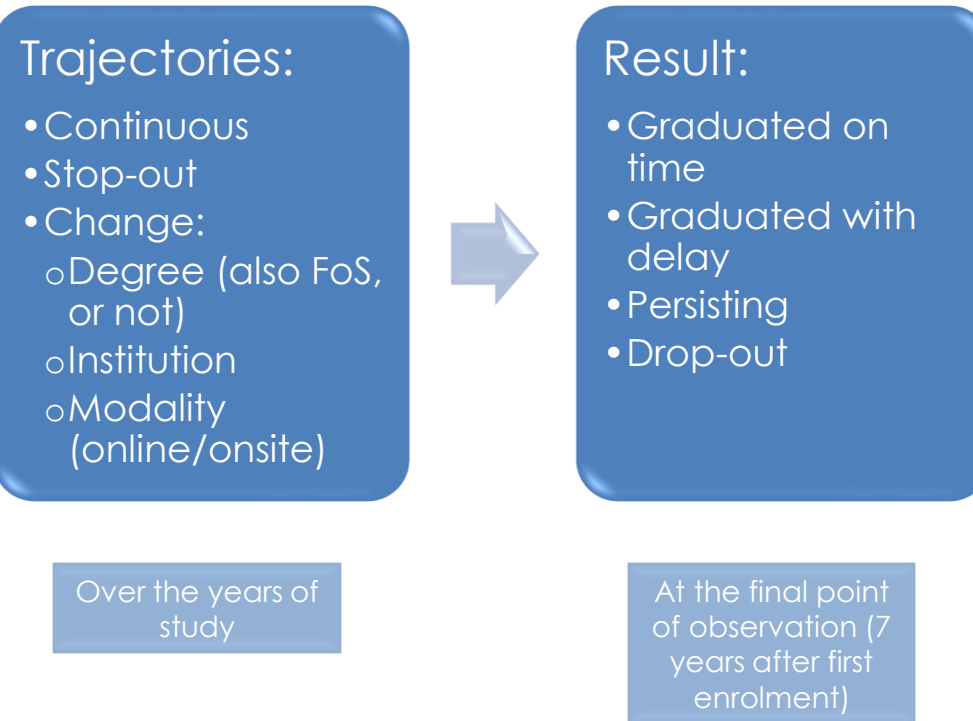 Trajectories:
•Continuous
•Stop-out
•Change:
oDegree (also FoS,
or not)
oInstitution
oModality
(online/onsite)
Over the years of
study
Result:
•Graduated on
time
•Graduated with
delay
•Persisting
•Drop-out
At the final point
of observation (7
years after first
enrolment)